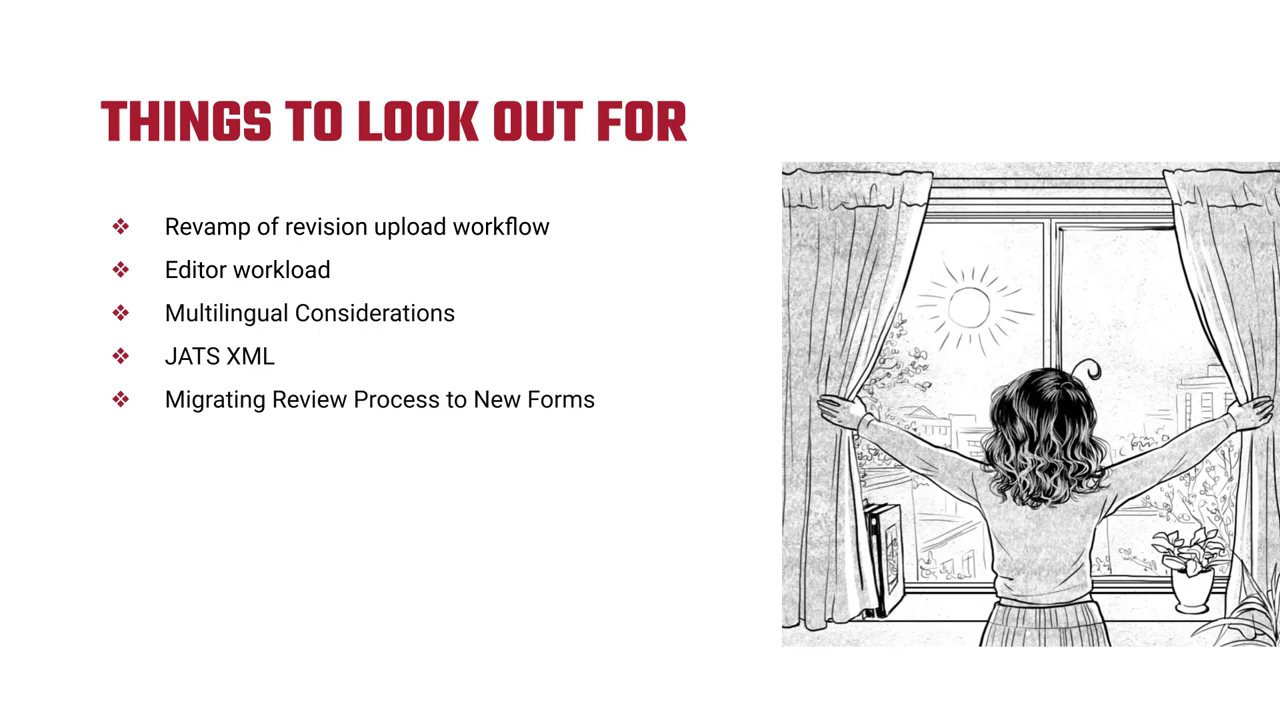 THINGS TO LOOK OUT FOR
Revamp of revision upload workflow
Editor workload
Multilingual Considerations
JATS XML
Migrating Review Process to New Forms